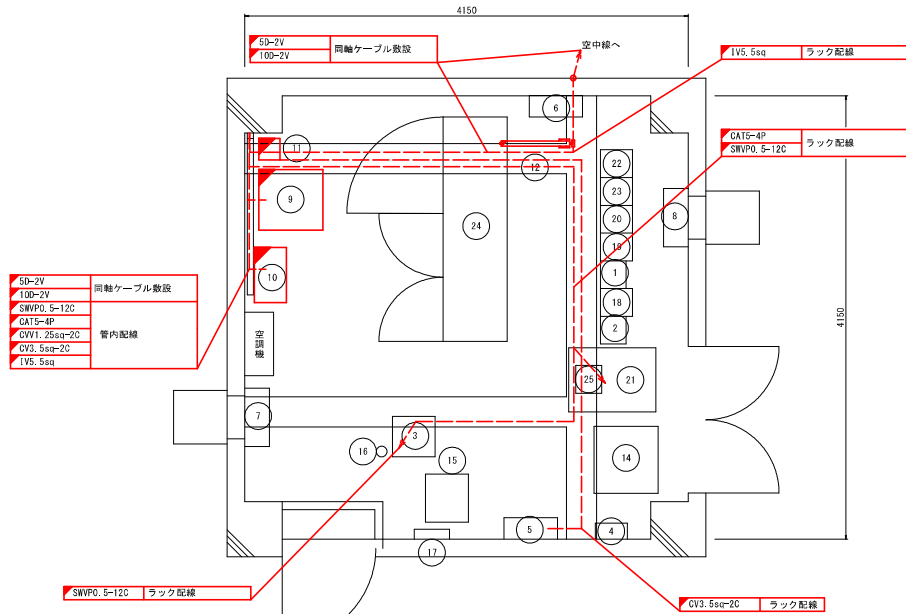 4150
5D-2V
10D-2V
同軸ケーブル敷設
空中線へ
IV5.5sq
ラック配線
CAT5-4P
SWVP0.5-12C
ラック配線
6
11
12
22
23
20
19
1
18
2
8
9
24
10
5D-2V
10D-2V
同軸ケーブル敷設
SWVP0.5-12C
CAT5-4P
CVV1.25sq-2C
CV3.5sq-2C
IV5.5sq
管内配線
空調機
4150
25
21
7
3
16
15
14
5
4
17
SWVP0.5-12C
ラック配線
CV3.5sq-2C
ラック配線